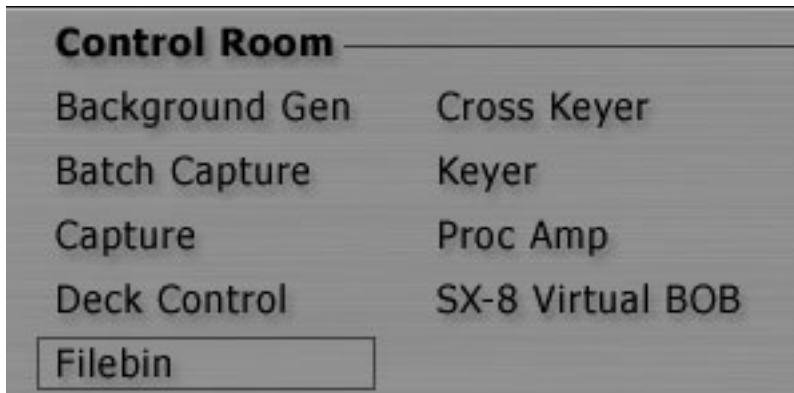 Control Room
Background Gen
Batch Capture
Capture
Deck Control
Filebin
Cross Keyer
Keyer
Proc Amp
SX-8 Virtual BOB